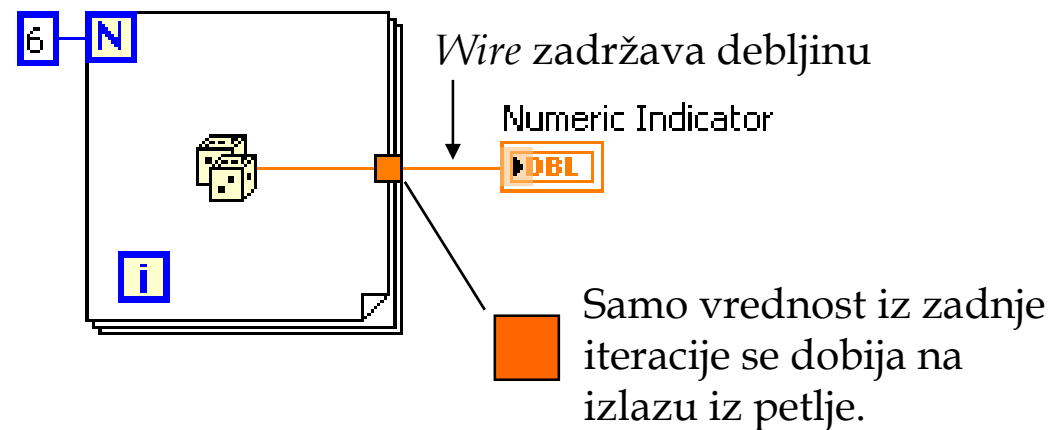 6
N
Wire zadržava debljinu
Numeric Indicator
DBL
i
Samo vrednost iz zadnje
iteracije se dobija na
izlazu iz petlje.